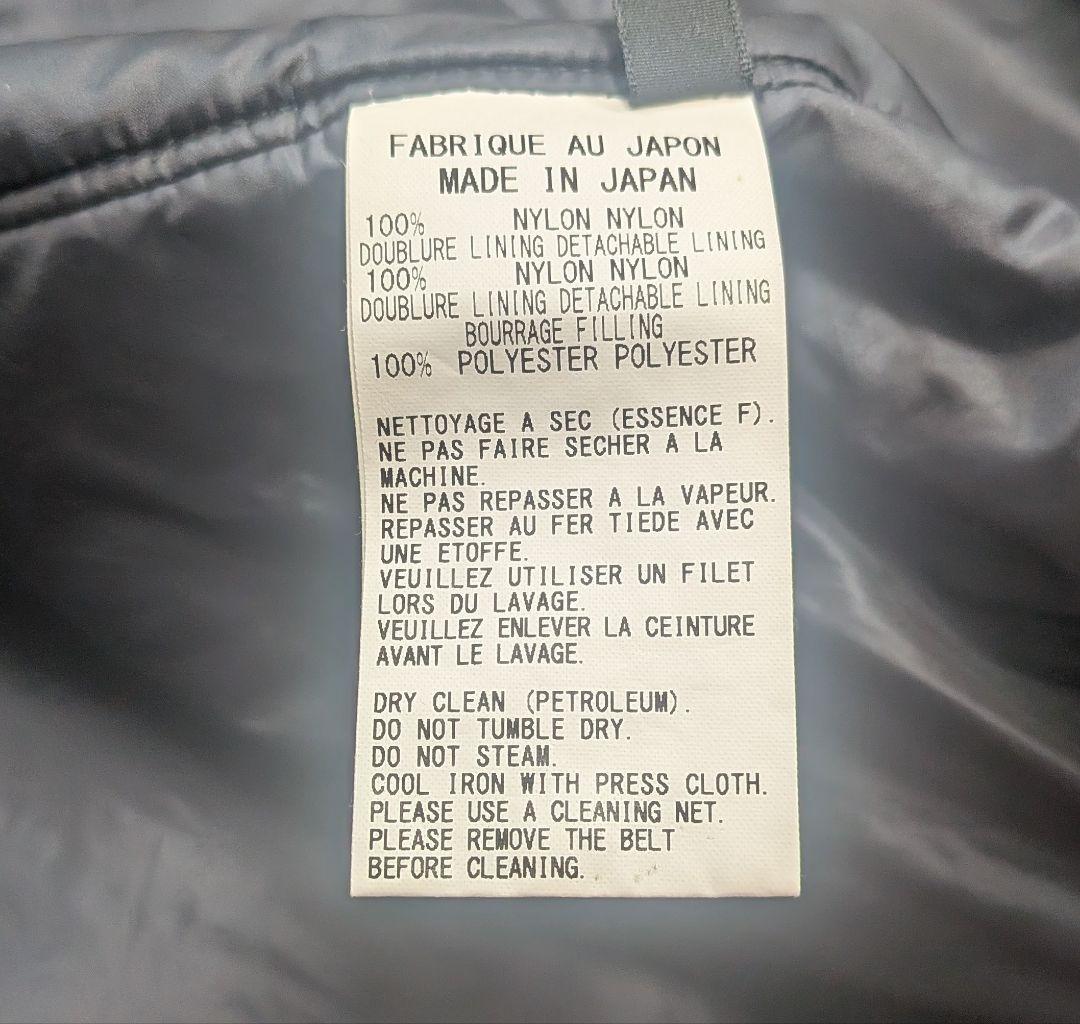 FABRIQUE AU JAPON
MADE IN JAPAN
100% NYLON NYLON
DOUBLURE LINING DETACHABLE LINING
100% NYLON NYLON
DOUBLURE LINING DETACHABLE LINING
BOURRAGE FILLING
100% POLYESTER POLYESTER
NETTOYAGE A SEC (ESSENCE F).
NE PAS FAIRE SECHER A LA
MACHINE.
NE PAS REPASSER A LA VAPEUR.
REPASSER AU FER TIEDE AVEC
UNE ETOFFE.
VEUILLEZ UTILISER UN FILET
LORS DU LAVAGE.
VEUILLEZ ENLEVER LA CEINTURE
AVANT LE LAVAGE.
DRY CLEAN (PETROLEUM).
DO NOT TUMBLE DRY.
DO NOT STEAM.
COOL IRON WITH PRESS CLOTH.
PLEASE USE A CLEANING NET.
PLEASE REMOVE THE BELT
BEFORE CLEANING.